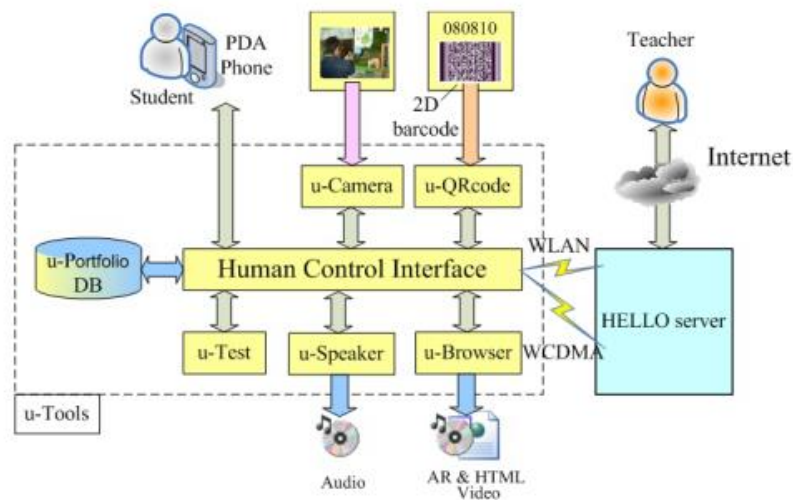 PDA
Phone
Student
080810
2D
barcode
Teacher
Internet
u-Camera
u-QRcode
u-Portfolio
DB
Human Control Interface
WLAN
HELLO server
u-Test
u-Speaker
u-Browser
WCDMA
u-Tools
Audio
AR & HTML
Video